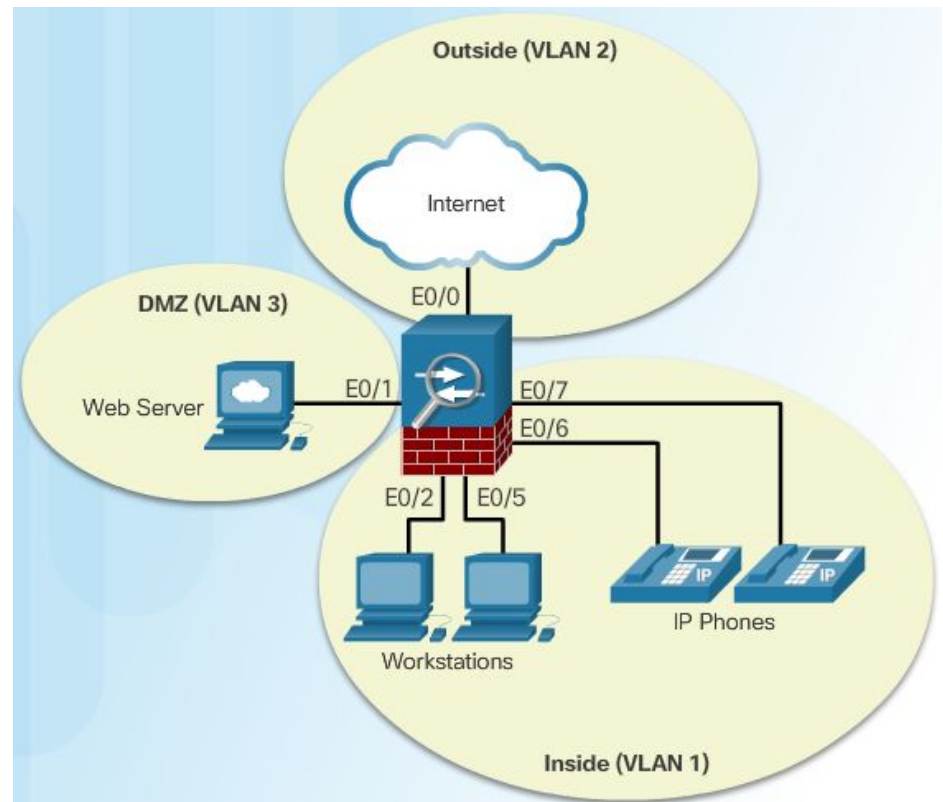 Outside (VLAN 2)
Internet
E0/0
DMZ (VLAN 3)
Web Server
E0/1
E0/7
E0/6
E0/2
E0/5
Workstations
IP
IP
IP Phones
Inside (VLAN 1)